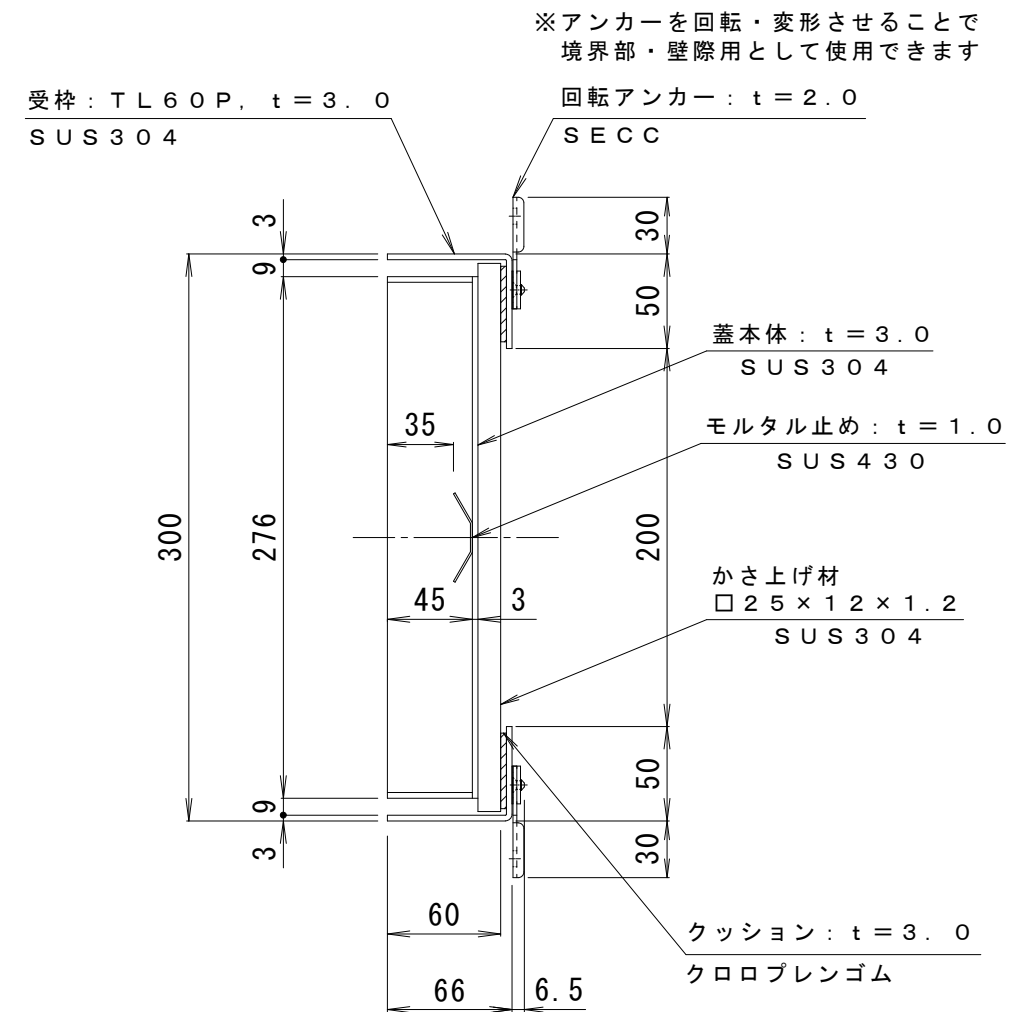 ※アンカーを回転・変形させることで
境界部・壁際用として使用できます
受枠：ＴＬ６０Ｐ，ｔ＝３．０
ＳＵＳ３０４
回転アンカー：ｔ＝２.０
ＳＥＣＣ
3
9
30
50
300
276
35
蓋本体：ｔ＝３.０
ＳＵＳ３０４
モルタル止め：ｔ＝１.０
ＳＵＳ４３０
200
45
3
かさ上げ材
□２５×１２×１.２
ＳＵＳ３０４
9
3
50
30
60
クッション：ｔ＝３．０
クロロプレンゴム
66
6.5